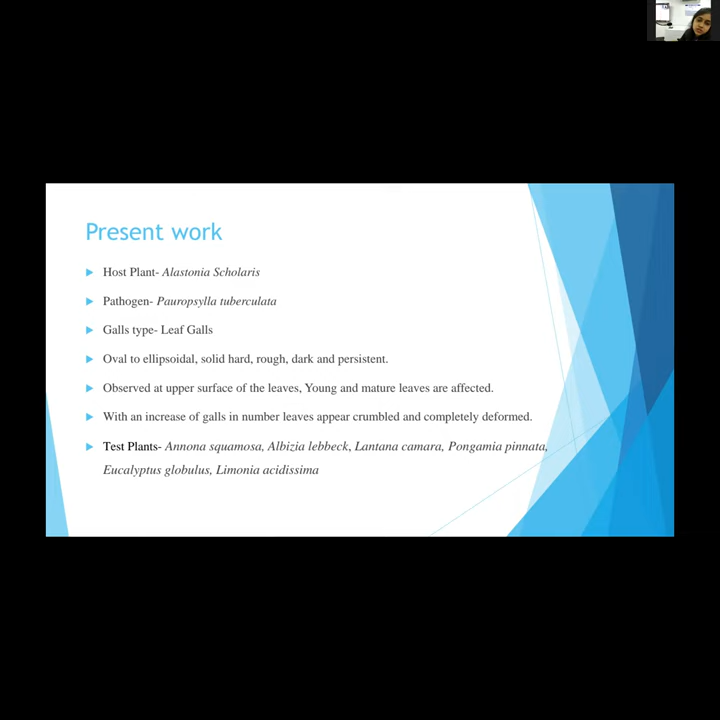 Present work
Host Plant- Alastonia Scholaris
Pathogen- Pauropsylla tuberculata
Galls type- Leaf Galls
Oval to ellipsoidal, solid hard, rough, dark and persistent.
Observed at upper surface of the leaves, Young and mature leaves are affected.
With an increase of galls in number leaves appear crumbled and completely deformed.
Test Plants- Annona squamosa, Albizia lebbeck, Lantana camara, Pongamia pinnata,
Eucalyptus globulus, Limonia acidissima